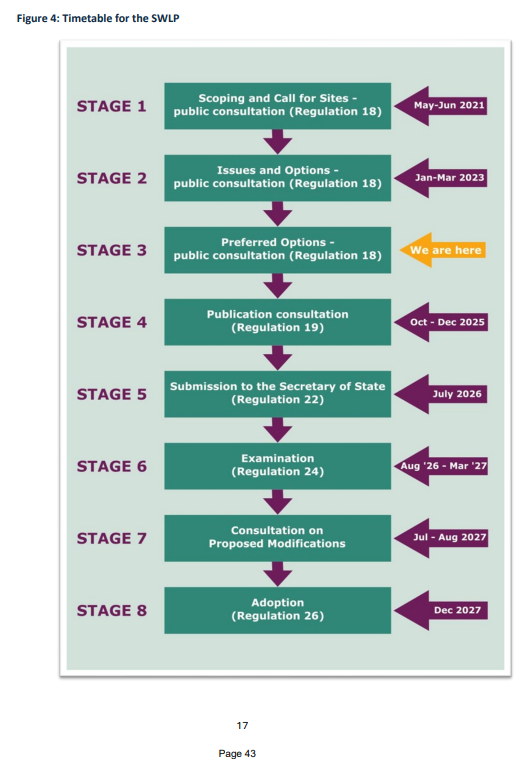 Figure 4: Timetable for the SWLP
STAGE 1
Scoping and Call for Sites -
public consultation (Regulation 18)
May-Jun 2021
STAGE 2
Issues and Options -
public consultation (Regulation 18)
Jan-Mar 2023
STAGE 3
Preferred Options -
public consultation (Regulation 18)
We are here
STAGE 4
Publication consultation
(Regulation 19)
Oct - Dec 2025
STAGE 5
Submission to the Secretary of State
(Regulation 22)
July 2026
STAGE 6
Examination
(Regulation 24)
Aug '26 - Mar '27
STAGE 7
Consultation on
Proposed Modifications
Jul - Aug 2027
STAGE 8
Adoption
(Regulation 26)
Dec 2027
17
Page 43